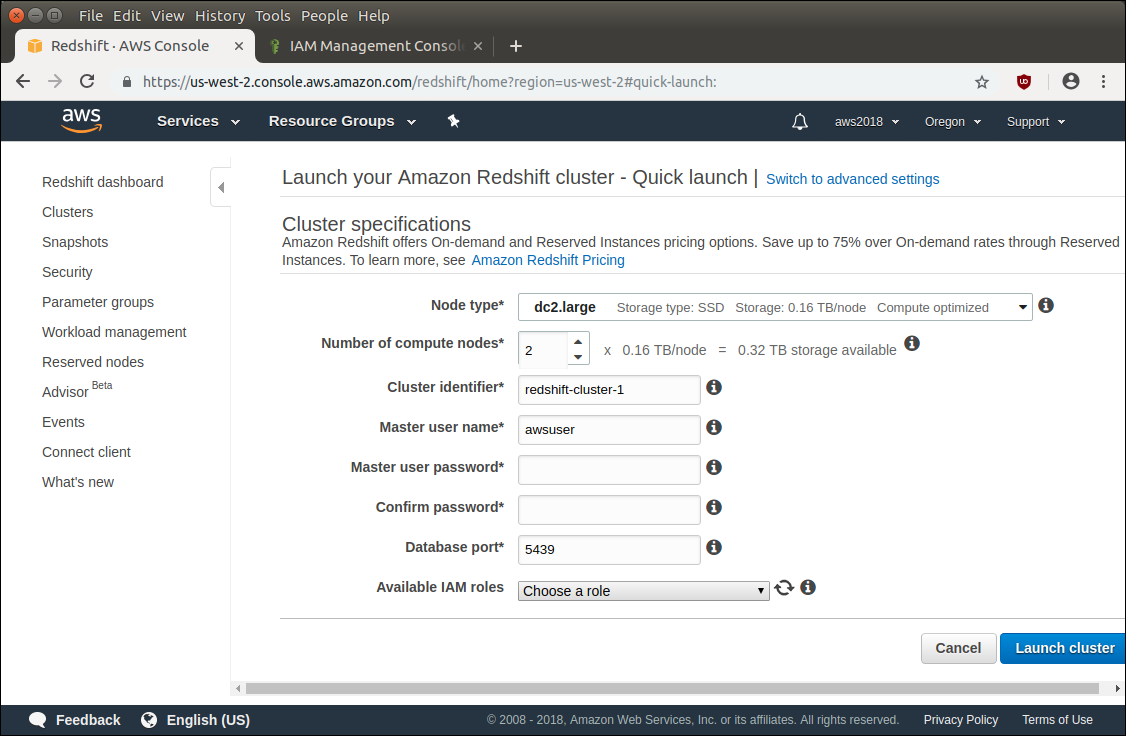 File Edit View History Tools People Help
Redshift · AWS Console IAM Management Consol
https://us-west-2.console.aws.amazon.com/redshift/home?region=us-west-2#quick-launch:
aws Services Resource Groups aws2018 Oregon Support
Redshift dashboard
Clusters
Snapshots
Security
Parameter groups
Workload management
Reserved nodes
Advisor Beta
Events
Connect client
What's new
Launch your Amazon Redshift cluster - Quick launch | Switch to advanced settings
Cluster specifications
Amazon Redshift offers On-demand and Reserved Instances pricing options. Save up to 75% over On-demand rates through Reserved
Instances. To learn more, see Amazon Redshift Pricing
Node type* dc2.large Storage type: SSD Storage: 0.16 TB/node Compute optimized
Number of compute nodes* 2 x 0.16 TB/node = 0.32 TB storage available
Cluster identifier* redshift-cluster-1
Master user name* awsuser
Master user password*
Confirm password*
Database port* 5439
Available IAM roles Choose a role
Cancel Launch cluster
Feedback English (US) © 2008 - 2018, Amazon Web Services, Inc. or its affiliates. All rights reserved. Privacy Policy Terms of Use